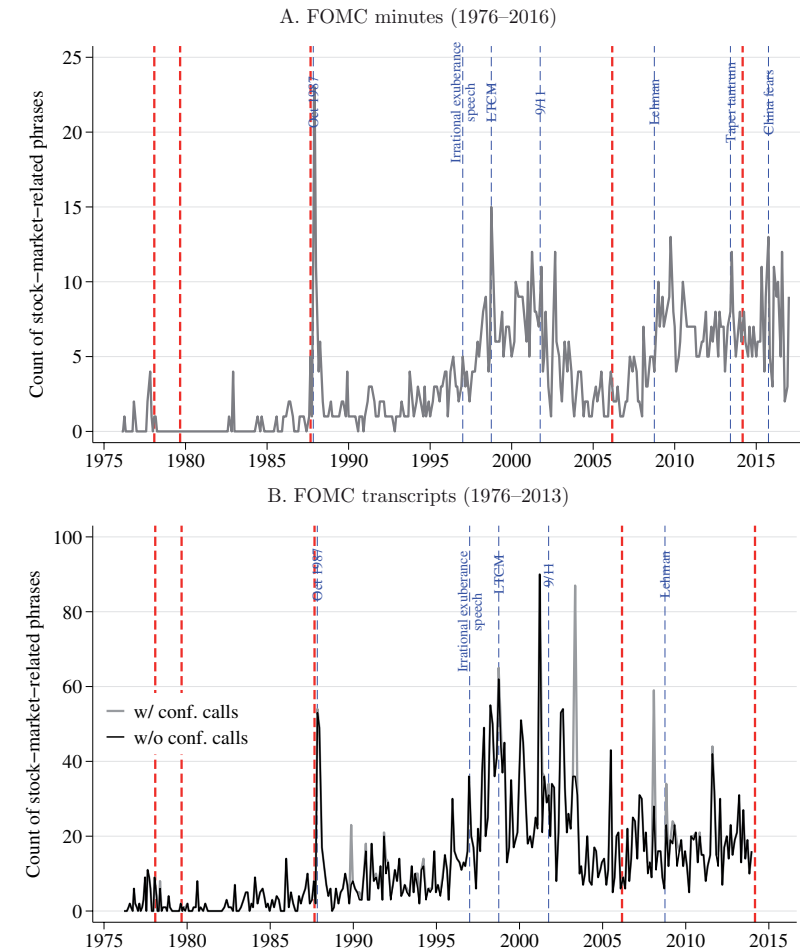 A. FOMC minutes (1976–2016)
Count of stock−market−related phrases
25
20
15
10
5
0
Oct 1987
Irrational exuberance
speech
LTCM
9/11
Lehman
Taper tantrum
China fears
1975 1980 1985 1990 1995 2000 2005 2010 2015
B. FOMC transcripts (1976–2013)
Count of stock−market−related phrases
100
80
60
40
20
0
Oct 1987
Irrational exuberance
speech
LTCM
9/11
Lehman
w/ conf. calls
w/o conf. calls
1975 1980 1985 1990 1995 2000 2005 2010 2015